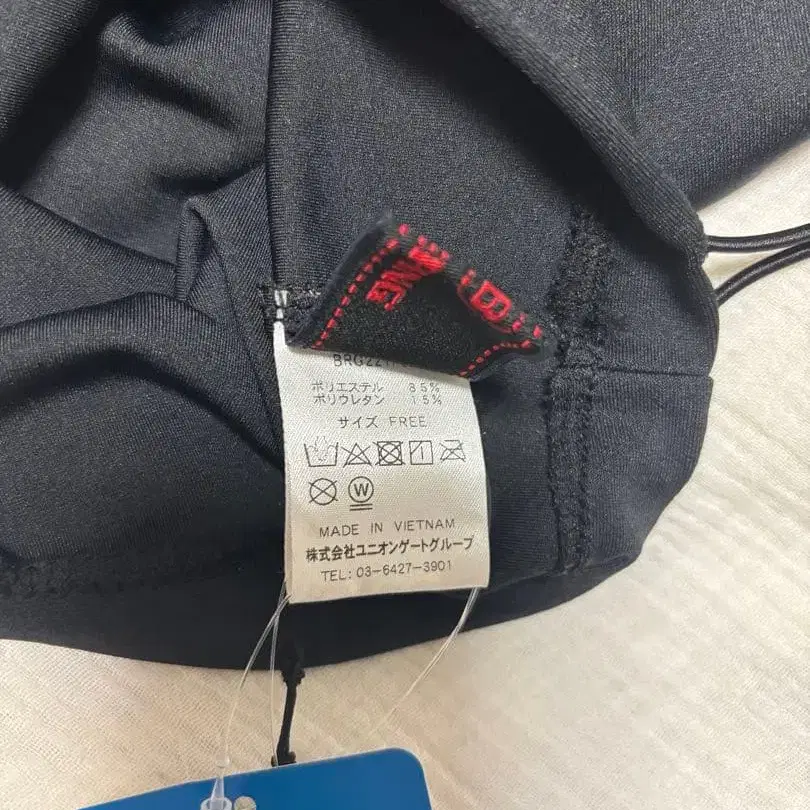 B
ING
BRG221
ポリエステル 85%
ポリウレタン 15%
サイズ FREE
W
MADE IN VIETNAM
株式会社ユニオンゲートグループ
TEL: 03-6427-3901